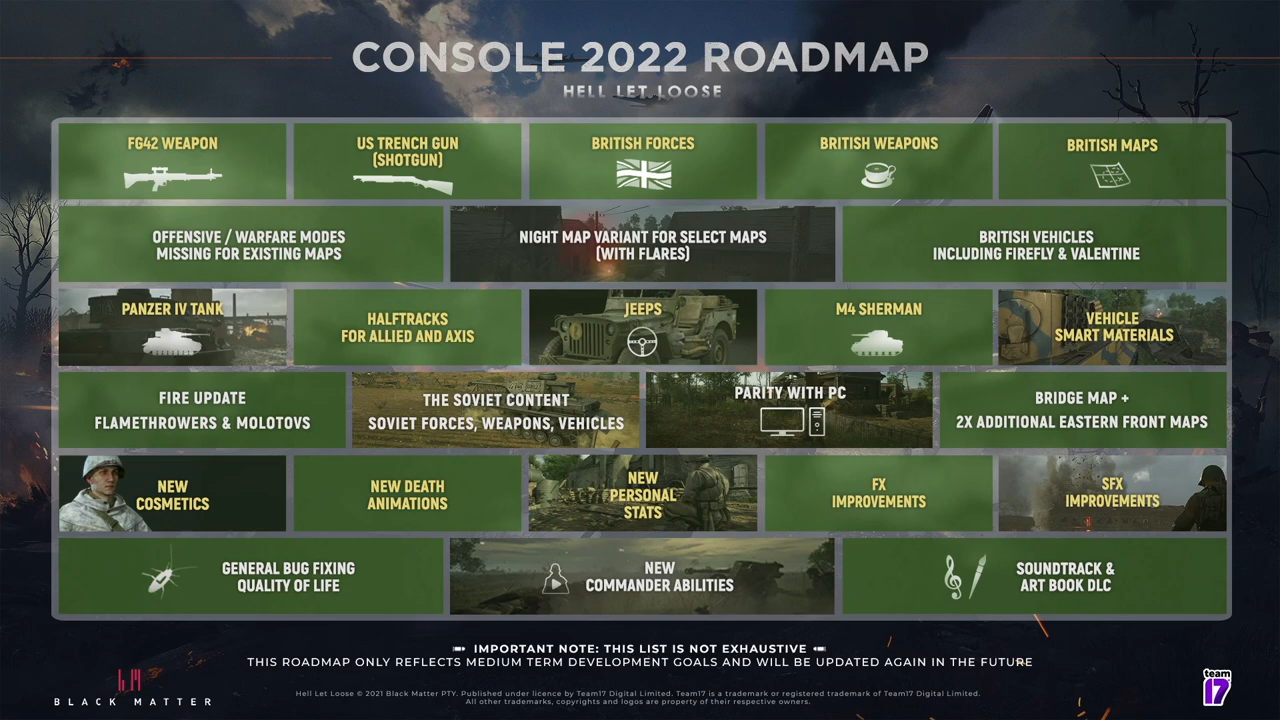 CONSOLE 2022 ROADMAP
HELL LET LOOSE
FG42 WEAPON
US TRENCH GUN
(SHOTGUN)
BRITISH FORCES
BRITISH WEAPONS
BRITISH MAPS
OFFENSIVE / WARFARE MODES
MISSING FOR EXISTING MAPS
NIGHT MAP VARIANT FOR SELECT MAPS
(WITH FLARES)
BRITISH VEHICLES
INCLUDING FIREFLY & VALENTINE
PANZER IV TANK
HALFTRACKS
FOR ALLIED AND AXIS
JEEPS
M4 SHERMAN
VEHICLE
SMART MATERIALS
FIRE UPDATE
FLAMETHROWERS & MOLOTOVS
THE SOVIET CONTENT
SOVIET FORCES, WEAPONS, VEHICLES
PARITY WITH PC
BRIDGE MAP +
2X ADDITIONAL EASTERN FRONT MAPS
NEW
COSMETICS
NEW DEATH
ANIMATIONS
NEW
PERSONAL
STATS
FX
IMPROVEMENTS
SFX
IMPROVEMENTS
GENERAL BUG FIXING
QUALITY OF LIFE
NEW
COMMANDER ABILITIES
SOUNDTRACK &
ART BOOK DLC
IMPORTANT NOTE: THIS LIST IS NOT EXHAUSTIVE
THIS ROADMAP ONLY REFLECTS MEDIUM TERM DEVELOPMENT GOALS AND WILL BE UPDATED AGAIN IN THE FUTURE
BLACK MATTER
Hell Let Loose © 2021 Black Matter PTY. Published under licence by Team17 Digital Limited. Team17 is a trademark or registered trademark of Team17 Digital Limited.
All other trademarks, copyrights and logos are property of their respective owners.
team
17